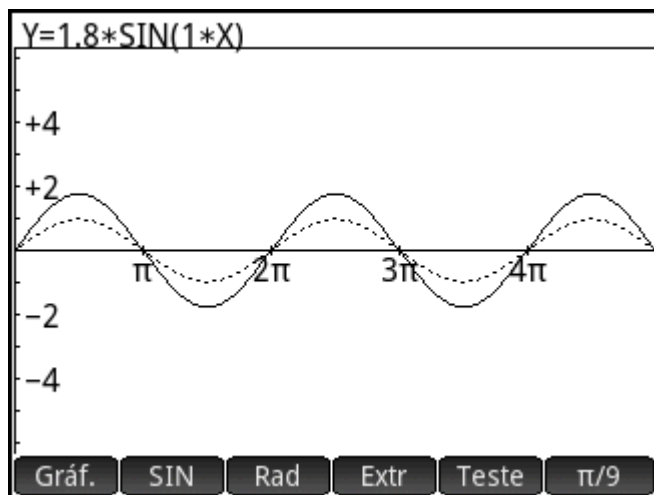 Y=1.8*SIN(1*X)
+4
+2
π 2π 3π 4π
−2
−4
Gráf. SIN Rad Extr Teste π/9